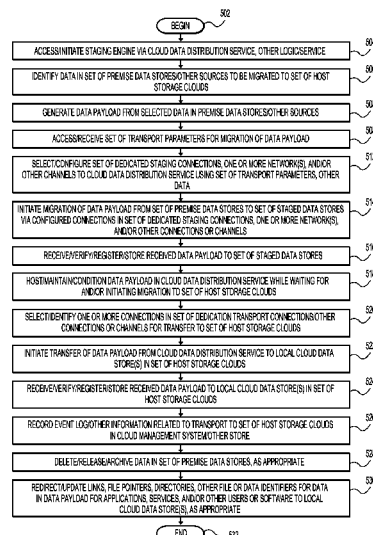 BEGIN
502
ACCESS/INITIATE STAGING ENGINE VIA CLOUD DATA DISTRIBUTION SERVICE, OTHER LOGIC/SERVICE
IDENTIFY DATA IN SET OF PREMISE DATA STORES/OTHER SOURCES TO BE MIGRATED TO SET OF HOST
STORAGE CLOUDS
GENERATE DATA PAYLOAD FROM SELECTED DATA IN PREMISE DATA STORES/OTHER SOURCES
ACCESS/RECEIVE SET OF TRANSPORT PARAMETERS FOR MIGRATION OF DATA PAYLOAD
SELECT/CONFIGURE SET OF DEDICATED STAGING CONNECTIONS, ONE OR MORE NETWORK(S), AND/OR
OTHER CHANNELS TO CLOUD DATA DISTRIBUTION SERVICE USING SET OF TRANSPORT PARAMETERS, OTHER
DATA
INITIATE MIGRATION OF DATA PAYLOAD FROM SET OF PREMISE DATA STORES TO SET OF STAGED DATA STORES
VIA CONFIGURED CONNECTIONS IN SET OF DEDICATED STAGING CONNECTIONS, ONE OR MORE NETWORK(S),
AND/OR OTHER CONNECTIONS OR CHANNELS
RECEIVE/VERIFY/REGISTER/STORE RECEIVED DATA PAYLOAD TO SET OF STAGED DATA STORES
HOST/MAINTAIN/CONDITION DATA PAYLOAD IN CLOUD DATA DISTRIBUTION SERVICE WHILE WAITING FOR
AND/OR INITIATING MIGRATION TO SET OF HOST STORAGE CLOUDS
SELECT/IDENTIFY ONE OR MORE CONNECTIONS IN SET OF DEDICATION TRANSPORT CONNECTIONS/OTHER
CONNECTIONS OR CHANNELS FOR TRANSFER TO SET OF HOST STORAGE CLOUDS
INITIATE TRANSFER OF DATA PAYLOAD FROM CLOUD DATA DISTRIBUTION SERVICE TO LOCAL CLOUD DATA
STORE(S) IN SET OF HOST STORAGE CLOUDS
RECEIVE/VERIFY/REGISTER/STORE RECEIVED DATA PAYLOAD TO LOCAL CLOUD DATA STORE(S) IN SET OF
HOST STORAGE CLOUDS
RECORD EVENT LOG/OTHER INFORMATION RELATED TO TRANSPORT TO SET OF HOST STORAGE CLOUDS
IN CLOUD MANAGEMENT SYSTEM/OTHER STORE
DELETE/RELEASE/ARCHIVE DATA IN SET OF PREMISE DATA STORES, AS APPROPRIATE
REDIRECT/UPDATE LINKS, FILE POINTERS, DIRECTORIES, OTHER FILE OR DATA IDENTIFIERS FOR DATA
IN DATA PAYLOAD FOR APPLICATIONS, SERVICES, AND/OR OTHER USERS OR SOFTWARE TO LOCAL
CLOUD DATA STORE(S), AS APPROPRIATE
END